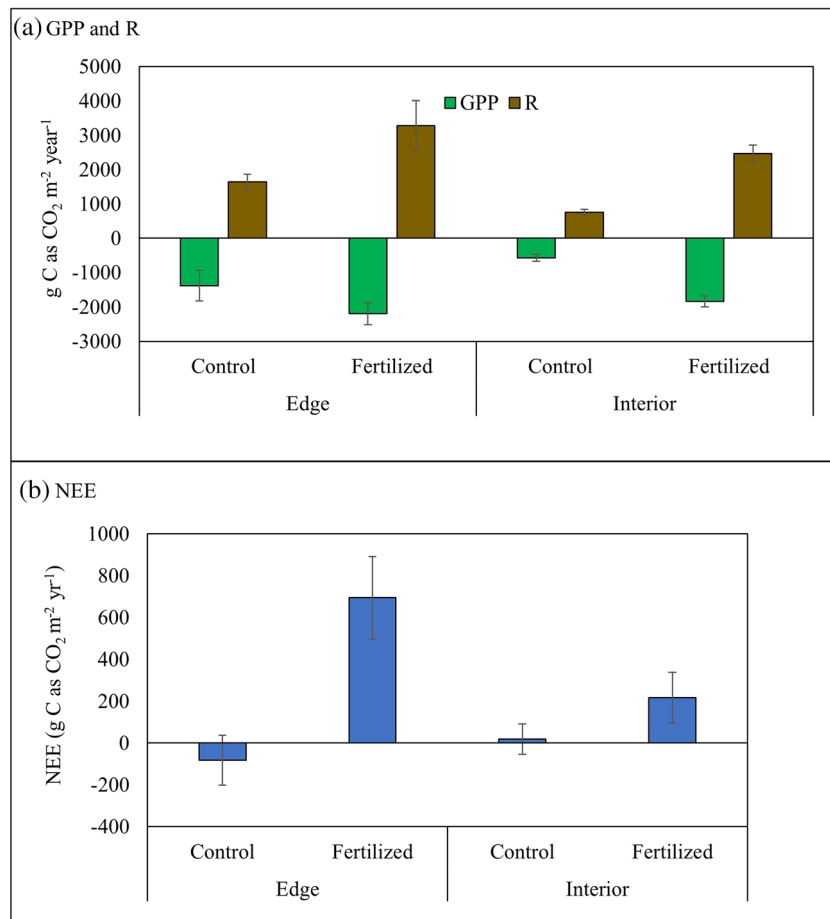 (a) GPP and R
g C as CO₂ m⁻² year⁻¹
5000
4000
3000
2000
1000
0
-1000
-2000
-3000
GPP R
Control Fertilized Control Fertilized
Edge Interior
(b) NEE
NEE (g C as CO₂ m⁻² yr⁻¹)
1000
800
600
400
200
0
-200
-400
Control Fertilized Control Fertilized
Edge Interior